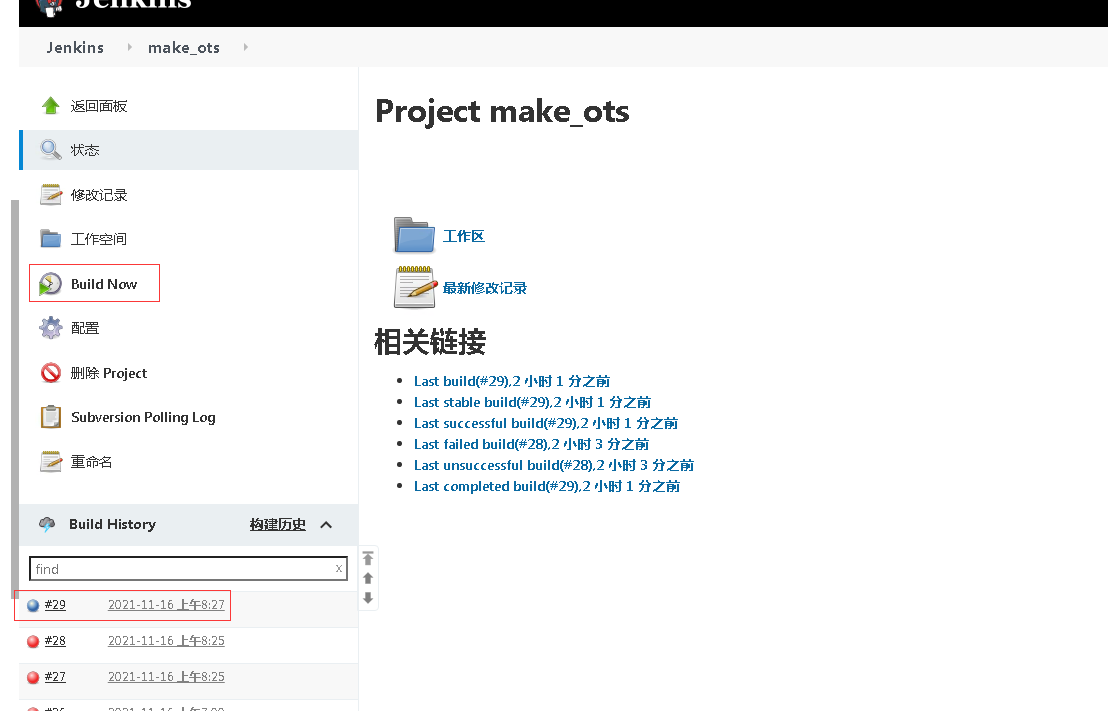 Jenkins
Jenkins
make_ots
返回面板
状态
修改记录
工作空间
Build Now
配置
删除 Project
Subversion Polling Log
重命名
Build History
构建历史
find
x
#29
2021-11-16 上午8:27
#28
2021-11-16 上午8:25
#27
2021-11-16 上午8:25
Project make_ots
工作区
最新修改记录
相关链接
Last build(#29),2 小时 1 分之前
Last stable build(#29),2 小时 1 分之前
Last successful build(#29),2 小时 1 分之前
Last failed build(#28),2 小时 3 分之前
Last unsuccessful build(#28),2 小时 3 分之前
Last completed build(#29),2 小时 1 分之前